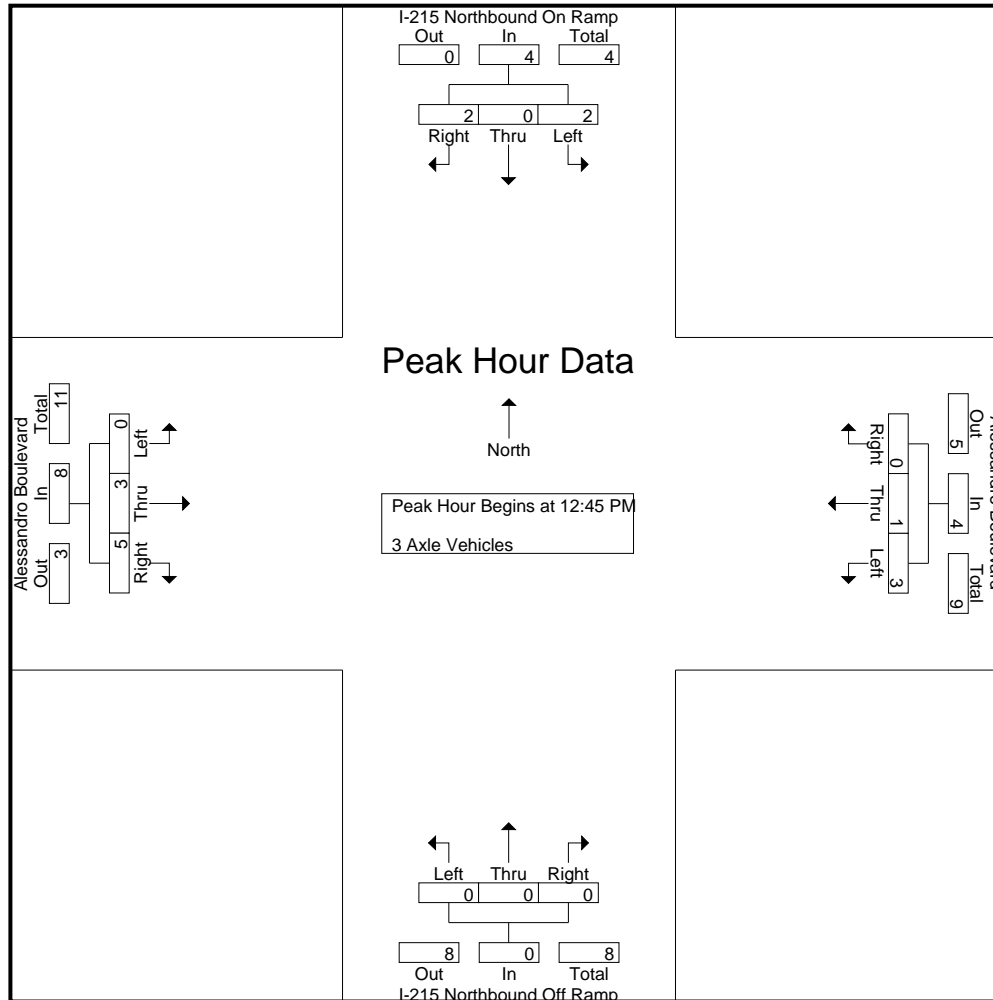 I-215 Northbound On Ramp
Out In Total
0 4 4
2 0 2
Right Thru Left
Peak Hour Data
North
Peak Hour Begins at 12:45 PM
3 Axle Vehicles
Alessandro Boulevard
Total In Out
11 8 3
0 3 5
Left Thru Right
Right Thru Left
0 1 3
Out In Total
5 4 9
Left Thru Right
0 0 0
8 0 8
Out In Total
I-215 Northbound Off Ramp